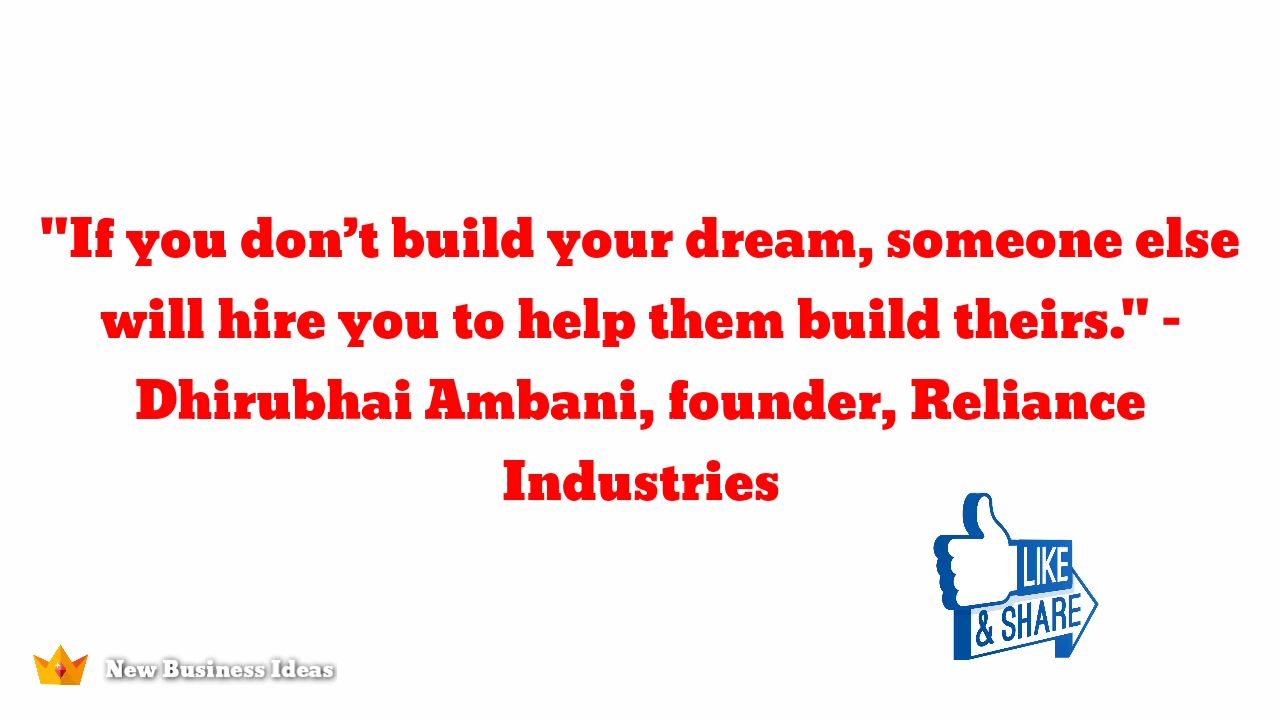 "If you don’t build your dream, someone else
will hire you to help them build theirs." -
Dhirubhai Ambani, founder, Reliance
Industries
LIKE
& SHARE
New Business Ideas